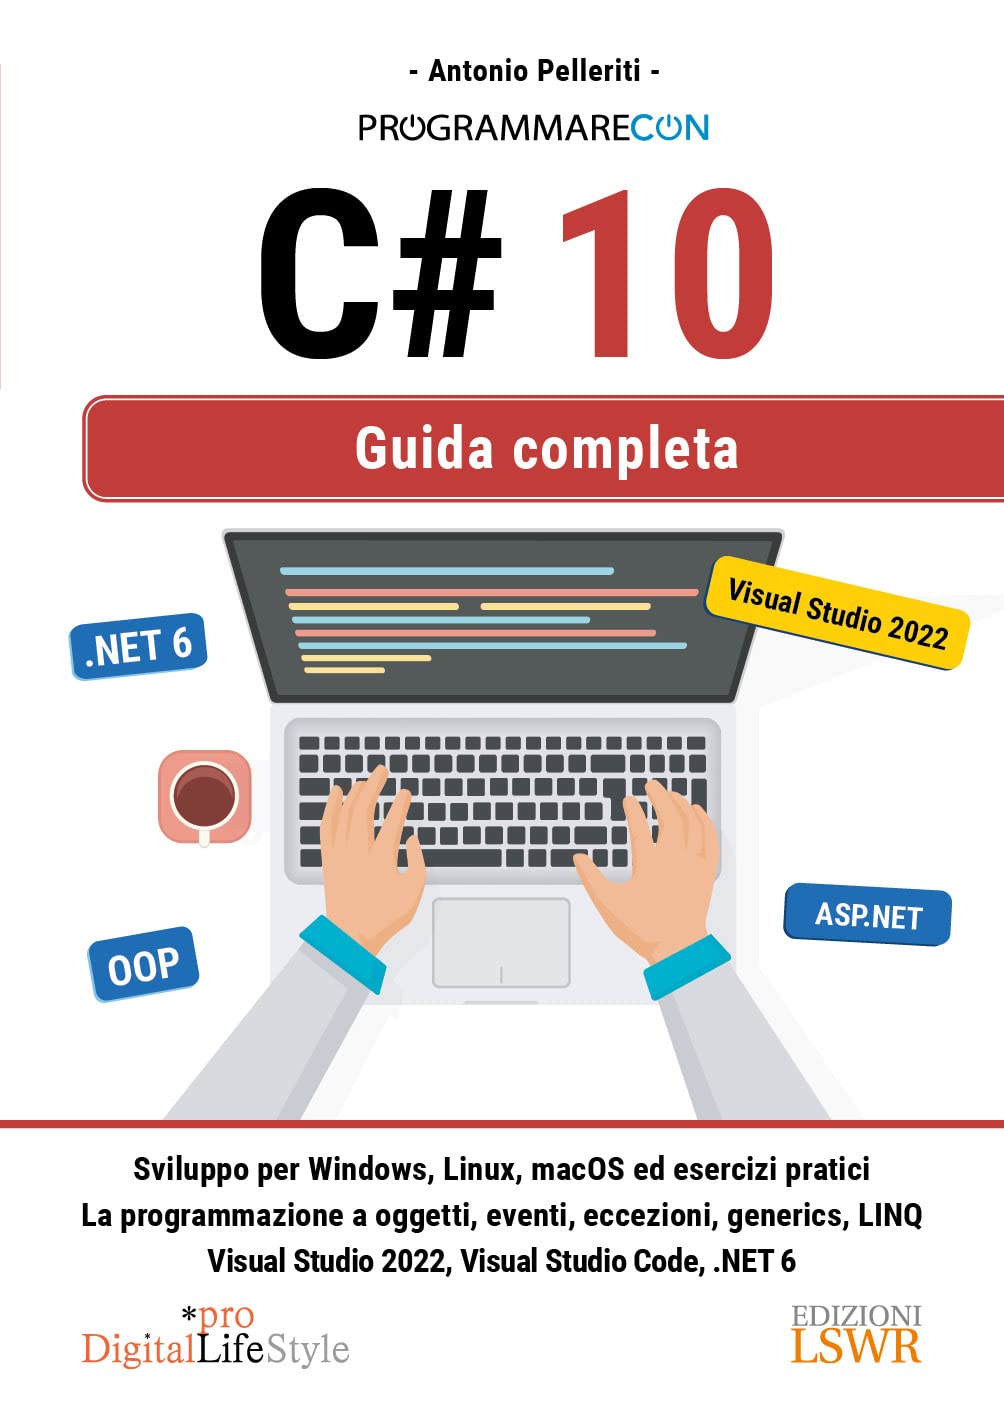 - Antonio Pelleriti -
PROGRAMMARECON
C# 10
Guida completa
Visual Studio 2022
.NET 6
ASP.NET
OOP
Sviluppo per Windows, Linux, macOS ed esercizi pratici
La programmazione a oggetti, eventi, eccezioni, generics, LINQ
Visual Studio 2022, Visual Studio Code, .NET 6
*pro
DigitalLifeStyle
EDIZIONI
LSWR